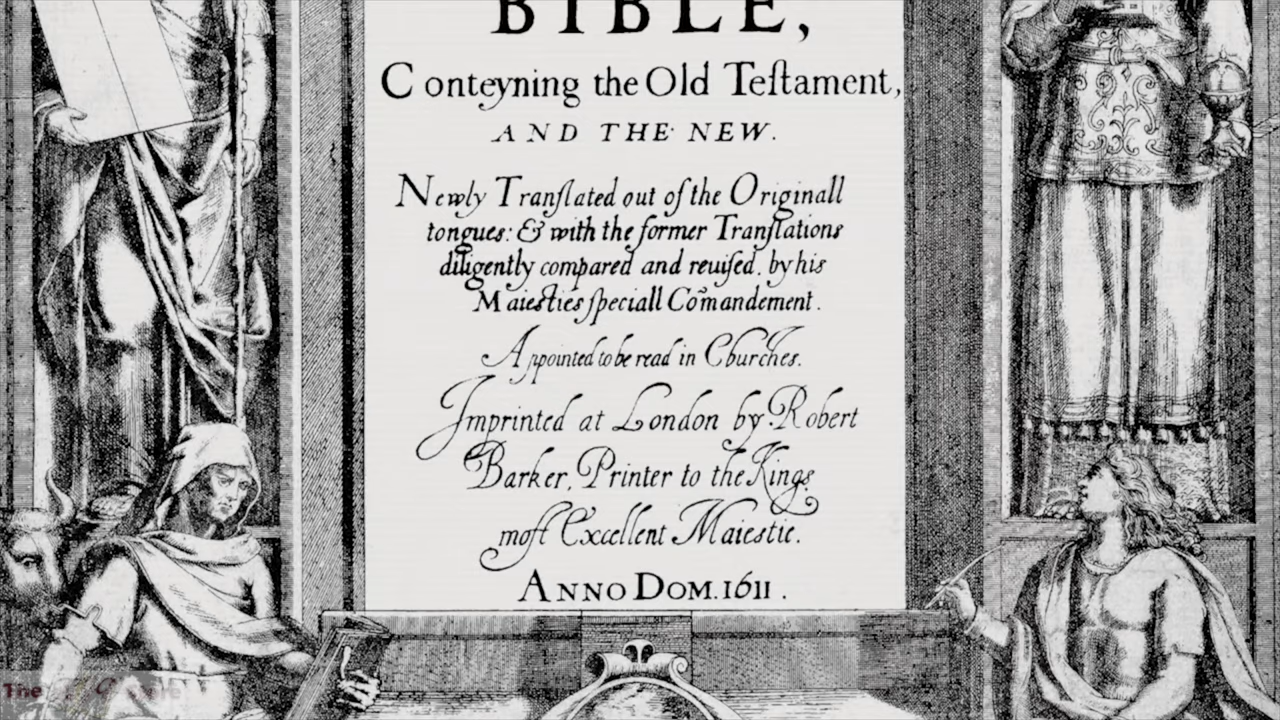 BIBLE,
Conteyning the Old Teſtament,
AND THE NEW.
Newly Tranſlated out of the Originall
tongues: & with the former Tranſlations
diligently compared and reuiſed, by his
Maieſties ſpeciall Cõmandement.
Appointed to be read in Churches.
Imprinted at London by Robert
Barker, Printer to the Kings
moſt Excellent Maiestie.
ANNO DOM. 1611.
The